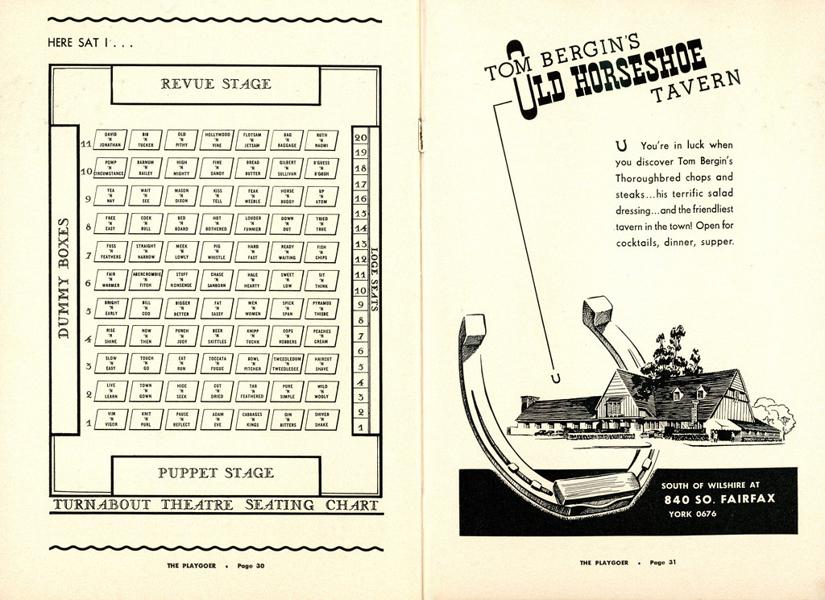 HERE SAT I . . .
REVUE STAGE
DUMMY BOXES
LOGE SEATS
11 DAVID 'N JONATHAN BIB 'N TUCKER OLD 'N PITHY HOLLYWOOD 'N VINE FLOTSAM 'N JETSAM BAG 'N BAGGAGE RUTH 'N NAOMI
10 POMP 'N CIRCUMSTANCE BARNUM 'N BAILEY HIGH 'N MIGHTY FINE 'N DANDY BREAD 'N BUTTER GILBERT 'N SULLIVAN B'GUESS 'N B'GOSH
9 YEA 'N NAY WAIT 'N SEE MASON 'N DIXON KISS 'N TELL FEAK 'N WEEBLE HORSE 'N BUGGY UP 'N ATOM
8 FREE 'N EASY COCK 'N BULL BED 'N BOARD HOT 'N BOTHERED LOUDER 'N FUNNIER DOWN 'N OUT TRIED 'N TRUE
7 FUSS 'N FEATHERS STRAIGHT 'N NARROW MEEK 'N LOWLY PIG 'N WHISTLE HARD 'N FAST READY 'N WAITING FISH 'N CHIPS
6 FAIR 'N WARMER ABERCROMBIE 'N FITCH STUFF 'N NONSENSE CHASE 'N SANBORN HALE 'N HEARTY SWEET 'N LOW SIT 'N THINK
5 BRIGHT 'N EARLY BILL 'N COO BIGGER 'N BETTER FAT 'N SASSY MEN 'N WOMEN SPICK 'N SPAN PYRAMUS 'N THISBE
4 RISE 'N SHINE NOW 'N THEN PUNCH 'N JUDY BEER 'N SKITTLES KNIPP 'N TUCHK COPS 'N ROBBERS PEACHES 'N CREAM
3 SLOW 'N EASY TOUCH 'N GO EAT 'N RUN TOCCATA 'N FUGUE BOWL 'N PITCHER TWEEDLEDUM 'N TWEEDLEDEE HAIRCUT 'N SHAVE
2 LIVE 'N LEARN TOWN 'N GOWN HIDE 'N SEEK CUT 'N DRIED TAR 'N FEATHERED PURE 'N SIMPLE WILD 'N WOOLY
1 VIM 'N VIGOR KNIT 'N PURL PAUSE 'N REFLECT ADAM 'N EVE CABBAGES 'N KINGS GIN 'N BITTERS SHIVER 'N SHAKE
20
19
18
17
16
15
14
13
12
11
10
9
8
7
6
5
4
3
2
1
PUPPET STAGE
TURNABOUT THEATRE SEATING CHART
THE PLAYGOER • Page 30
TOM BERGIN'S
OLD HORSESHOE
TAVERN
You're in luck when
you discover Tom Bergin's
Thoroughbred chops and
steaks...his terrific salad
dressing...and the friendliest
tavern in the town! Open for
cocktails, dinner, supper.
SOUTH OF WILSHIRE AT
840 SO. FAIRFAX
YORK 0676
THE PLAYGOER • Page 31